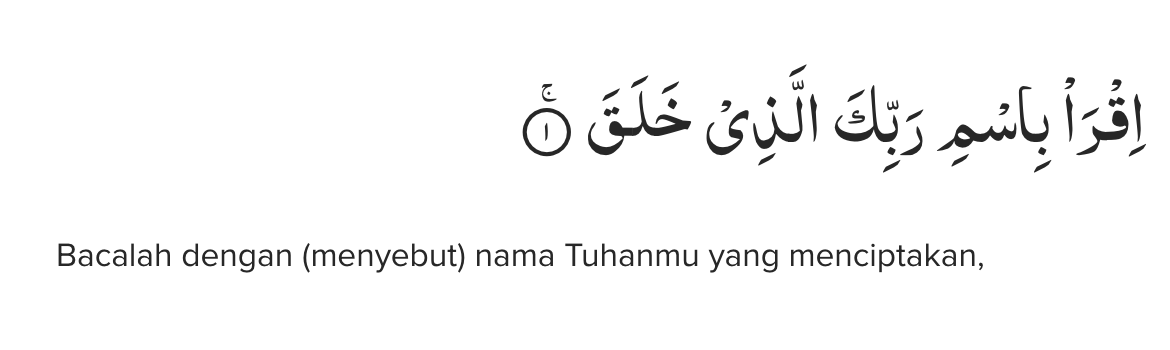 اِقْرَأْ بِاسْمِ رَبِّكَ الَّذِيْ خَلَقَۚ ١
Bacalah dengan (menyebut) nama Tuhanmu yang menciptakan,